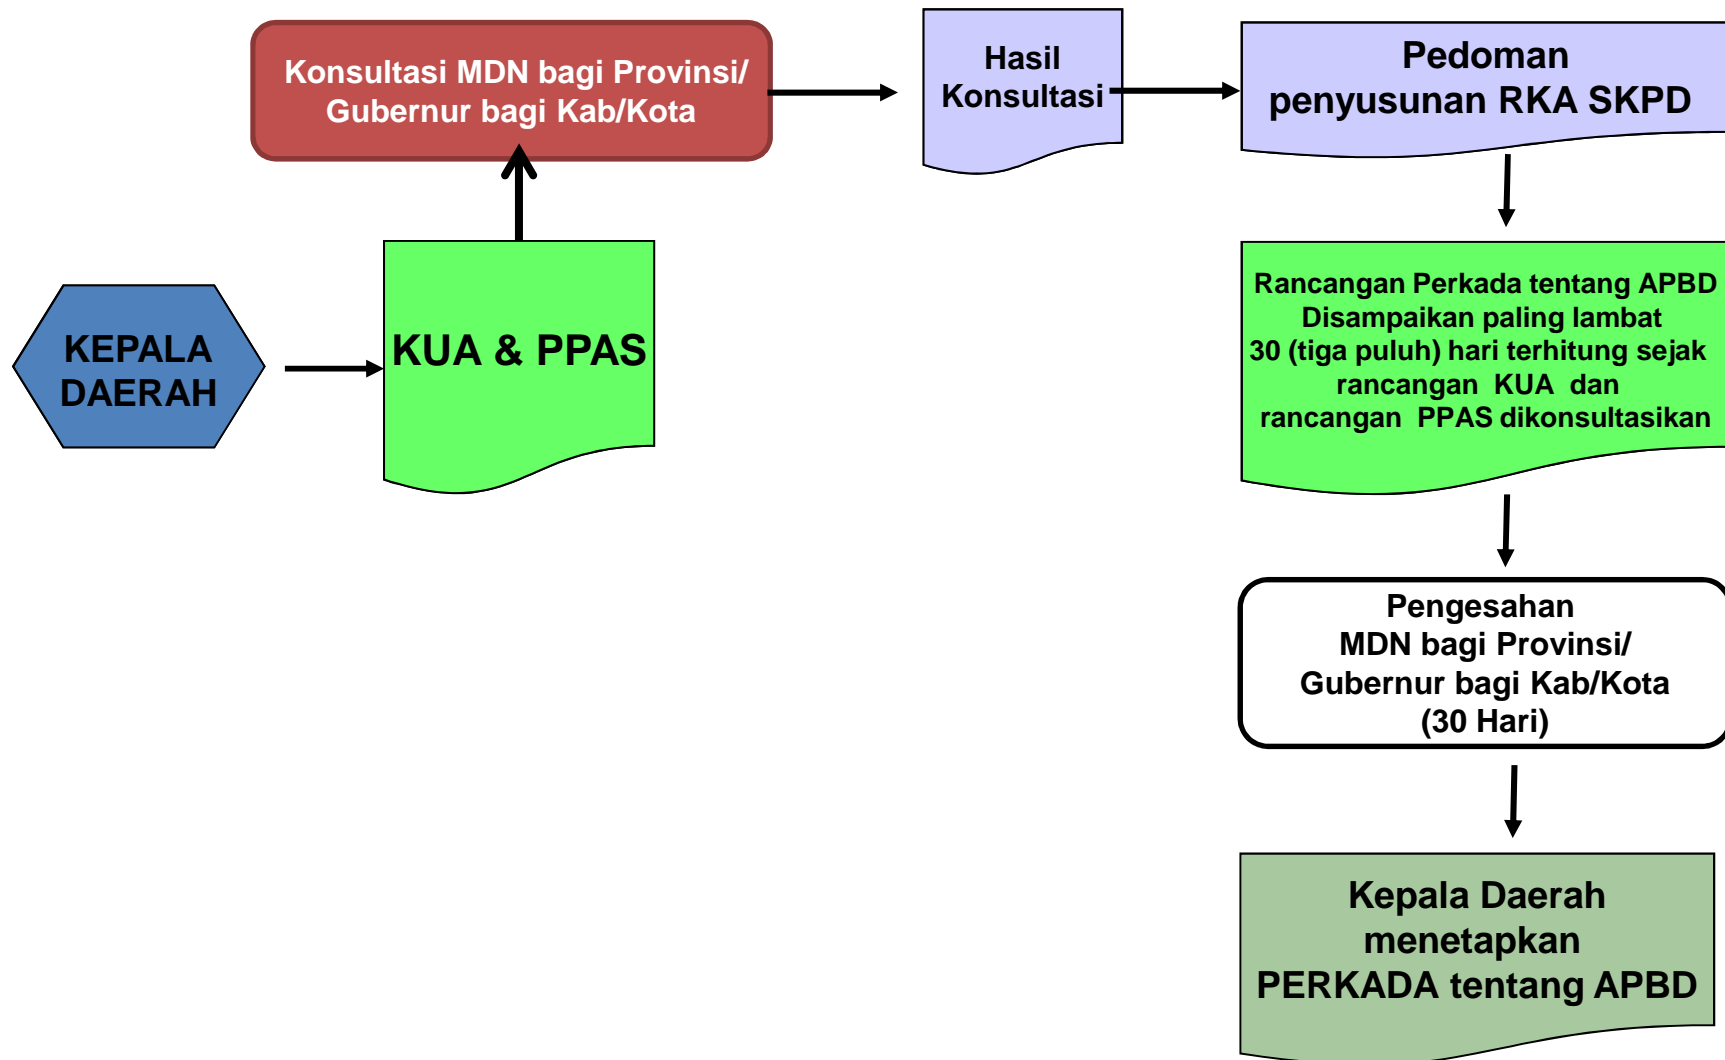 Konsultasi MDN bagi Provinsi/
Gubernur bagi Kab/Kota
Hasil
Konsultasi
Pedoman
penyusunan RKA SKPD
KEPALA
DAERAH
KUA & PPAS
Rancangan Perkada tentang APBD
Disampaikan paling lambat
30 (tiga puluh) hari terhitung sejak
rancangan KUA dan
rancangan PPAS dikonsultasikan
Pengesahan
MDN bagi Provinsi/
Gubernur bagi Kab/Kota
(30 Hari)
Kepala Daerah
menetapkan
PERKADA tentang APBD